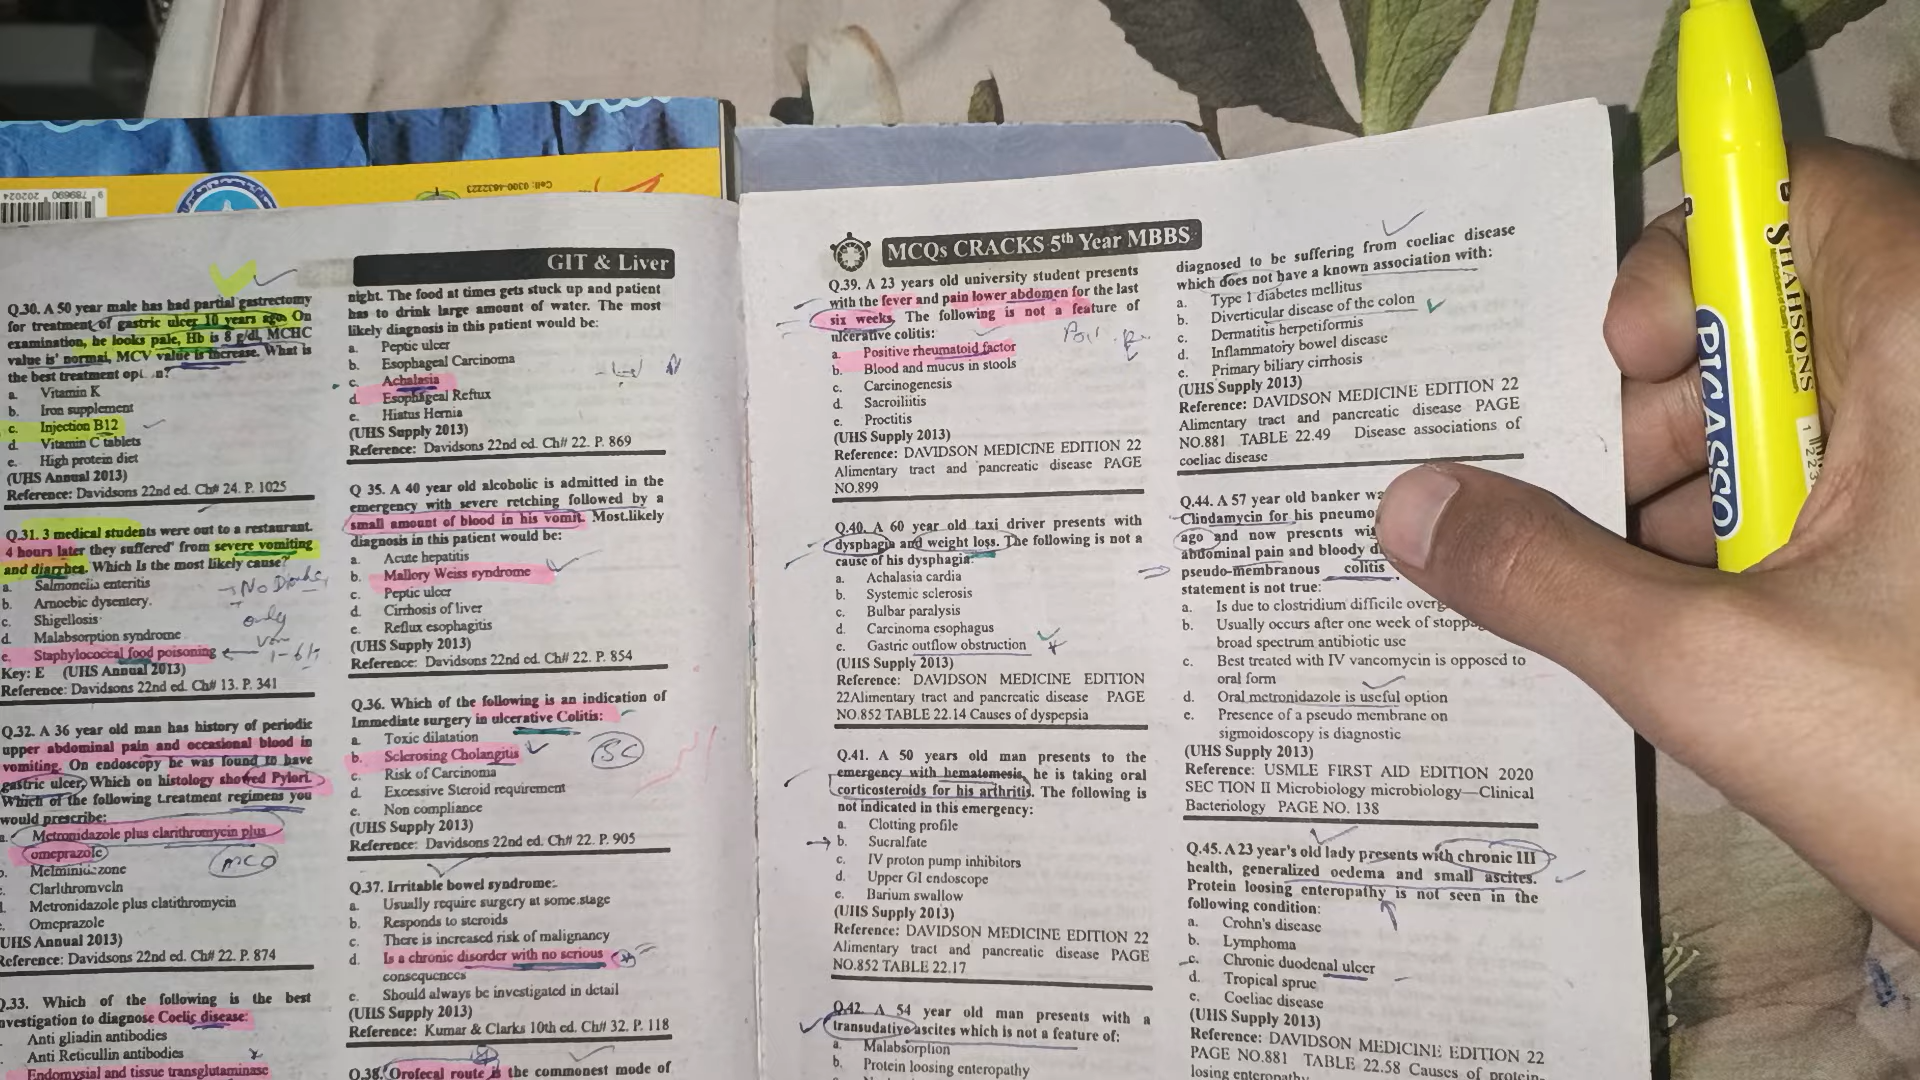 GIT & Liver
Q.30. A 50 year male has had partial gastrectomy
for treatment of gastric ulcer 10 years ago. On
examination, he looks pale, Hb is 8 g/dl, MCHC
value is' normal, MCV value is increase. What is
the best treatment
a. Vitamin K
b. Iron supplement
c. Injection B12
d. Vitamin C tablets
e. High protein diet
(UHS Annual 2013)
Reference: Davidsons 22nd ed. Ch# 24. P. 1025
Q.31. 3 medical students were out to a restaurant.
4 hours later they suffered from severe vomiting
and diarrhea. Which Is the most likely cause?
a. Salmonella enteritis
b. Amoebic dysentery.
c. Shigellosis
d. Malabsorption syndrome
e. Staphylococcal food poisoning
only
1-6h
Key: E (UHS Annual 2013)
Reference: Davidsons 22nd ed. Ch# 13. P. 341
Q.32. A 36 year old man has history of periodic
upper abdominal pain and occasional blood in
vomiting. On endoscopy he was found to have
gastric ulcer, Which on histology showed Pylori.
Which of the following treatment regimens you
would prescribe:
a. Metronidazole plus clarithromycin plus
omeprazole
MCO
Metronidazone
Clarithromycin
Metronidazole plus clatithromycin
Omeprazole
UHS Annual 2013)
Reference: Davidsons 22nd ed. Ch# 22. P. 874
Q.33. Which of the following is the best
nvestigation to diagnose Coelic disease:
Anti gliadin antibodies
Anti Reticullin antibodies
Endomysial and tissue transglutaminase
night. The food at times gets stuck up and patient
has to drink large amount of water. The most
likely diagnosis in this patient would be:
a. Peptic ulcer
b. Esophageal Carcinoma
c. Achalasia
d. Esophageal Reflux
e. Hiatus Hernia
(UHS Supply 2013)
Reference: Davidsons 22nd ed. Ch# 22. P. 869
Q 35. A 40 year old alcoholic is admitted in the
emergency with severe retching followed by a
small amount of blood in his vomit. Most.likely
diagnosis in this patient would be:
a. Acute hepatitis
b. Mallory Weiss syndrome
c. Peptic ulcer
d. Cirrhosis of liver
e. Reflux esophagitis
(UHS Supply 2013)
Reference: Davidsons 22nd ed. Ch# 22. P. 854
Q.36. Which of the following is an indication of
Immediate surgery in ulcerative Colitis:
a. Toxic dilatation
b. Sclerosing Cholangitis
SC
c. Risk of Carcinoma
d. Excessive Steroid requirement
e. Non compliance
(UHS Supply 2013)
Reference: Davidsons 22nd ed. Ch# 22. P. 905
Q.37. Irritable bowel syndrome:
a. Usually require surgery at some.stage
b. Responds to steroids
c. There is increased risk of malignancy
d. Is a chronic disorder with no serious
consequences
e. Should always be investigated in detail
(UHS Supply 2013)
Reference: Kumar & Clarks 10th ed. Ch# 32. P. 118
Q.38. Orofecal route is the commonest mode of
MCQs CRACKS 5th Year MBBS
Q.39. A 23 years old university student presents
with the fever and pain lower abdomen for the last
six weeks. The following is not a feature of
ulcerative colitis:
a. Positive rheumatoid factor
b. Blood and mucus in stools
c. Carcinogenesis
d. Sacroiliitis
e. Proctitis
(UHS Supply 2013)
Reference: DAVIDSON MEDICINE EDITION 22
Alimentary tract and pancreatic disease PAGE
NO.899
Q.40. A 60 year old taxi driver presents with
dysphagia and weight loss. The following is not a
cause of his dysphagia:
a. Achalasia cardia
b. Systemic sclerosis
c. Bulbar paralysis
d. Carcinoma esophagus
e. Gastric outflow obstruction
(UHS Supply 2013)
Reference: DAVIDSON MEDICINE EDITION
22Alimentary tract and pancreatic disease PAGE
NO.852 TABLE 22.14 Causes of dyspepsia
Q.41. A 50 years old man presents to the
emergency with hematemesis, he is taking oral
corticosteroids for his arthritis. The following is
not indicated in this emergency:
a. Clotting profile
b. Sucralfate
c. IV proton pump inhibitors
d. Upper GI endoscope
e. Barium swallow
(UHS Supply 2013)
Reference: DAVIDSON MEDICINE EDITION 22
Alimentary tract and pancreatic disease PAGE
NO.852 TABLE 22.17
Q.42. A 54 year old man presents with a
transudative ascites which is not a feature of:
a. Malabsorption
b. Protein loosing enteropathy
diagnosed to be suffering from coeliac disease
which does not have a known association with:
a. Type 1 diabetes mellitus
b. Diverticular disease of the colon
c. Dermatitis herpetiformis
d. Inflammatory bowel disease
e. Primary biliary cirrhosis
(UHS Supply 2013)
Reference: DAVIDSON MEDICINE EDITION 22
Alimentary tract and pancreatic disease PAGE
NO.881 TABLE 22.49 Disease associations of
coeliac disease
Q.44. A 57 year old banker
Clindamycin for his
ago and now presents
abdominal pain and bloody
pseudo-membranous colitis
statement is not true:
a. Is due to clostridium difficile
b. Usually occurs after one week of
broad spectrum antibiotic use
c. Best treated with IV vancomycin is opposed to
oral form
d. Oral metronidazole is useful option
e. Presence of a pseudo membrane on
sigmoidoscopy is diagnostic
(UHS Supply 2013)
Reference: USMLE FIRST AID EDITION 2020
SEC TION II Microbiology microbiology—Clinical
Bacteriology PAGE NO. 138
Q.45. A 23 year's old lady presents with chronic III
health, generalized oedema and small ascites.
Protein loosing enteropathy is not seen in the
following condition:
a. Crohn's disease
b. Lymphoma
c. Chronic duodenal ulcer
d. Tropical sprue
e. Coeliac disease
(UHS Supply 2013)
Reference: DAVIDSON MEDICINE EDITION 22
PAGE NO.881 TABLE 22.58 Causes of protein-
losing enteropathy
SHAHSONS
PICASSO